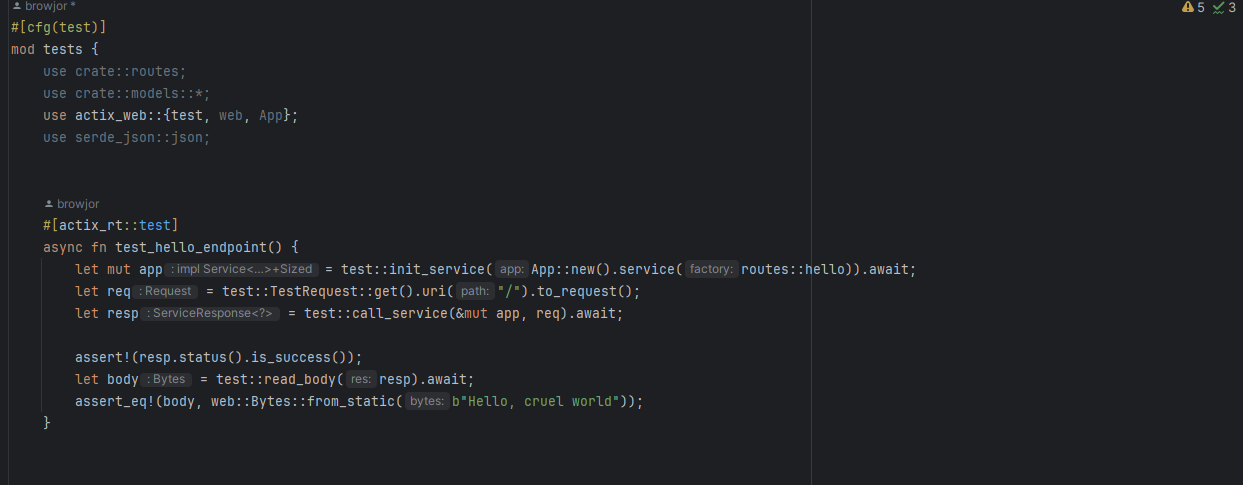 browjor *
5 3
#[cfg(test)]
mod tests {
    use crate::routes;
    use crate::models::*;
    use actix_web::{test, web, App};
    use serde_json::json;
    browjor
    #[actix_rt::test]
    async fn test_hello_endpoint() {
        let mut app : impl Service<...>+Sized = test::init_service( app: App::new().service( factory: routes::hello)).await;
        let req : Request = test::TestRequest::get().uri( path: "/").to_request();
        let resp : ServiceResponse<?> = test::call_service(&mut app, req).await;
        assert!(resp.status().is_success());
        let body : Bytes = test::read_body( res: resp).await;
        assert_eq!(body, web::Bytes::from_static( bytes: b"Hello, cruel world"));
    }